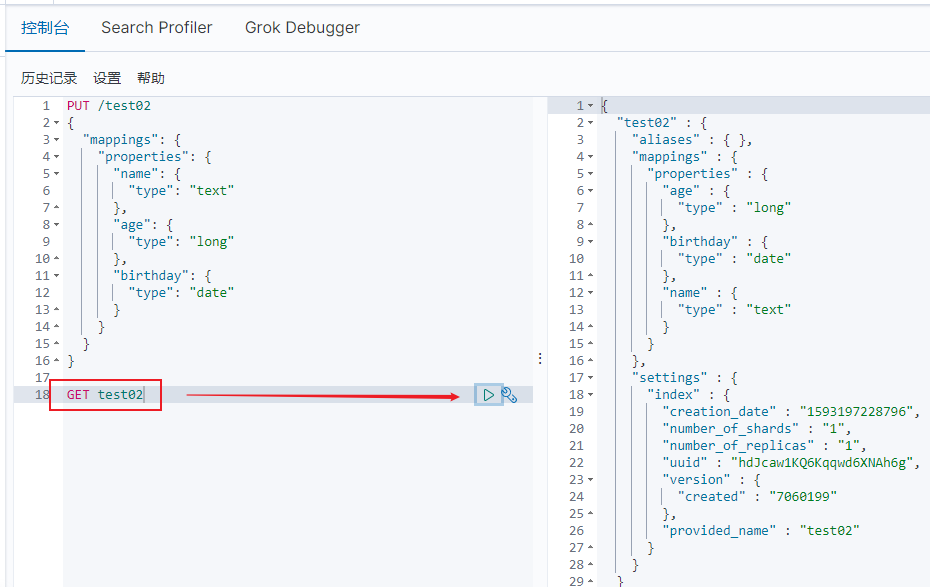 控制台 Search Profiler Grok Debugger
历史记录 设置 帮助
1 PUT /test02
2 {
3 "mappings": {
4 "properties": {
5 "name": {
6 "type": "text"
7 },
8 "age": {
9 "type": "long"
10 },
11 "birthday": {
12 "type": "date"
13 }
14 }
15 }
16 }
17
18 GET test02
1 {
2 "test02" : {
3 "aliases" : { },
4 "mappings" : {
5 "properties" : {
6 "age" : {
7 "type" : "long"
8 },
9 "birthday" : {
10 "type" : "date"
11 },
12 "name" : {
13 "type" : "text"
14 }
15 }
16 },
17 "settings" : {
18 "index" : {
19 "creation_date" : "1593197228796",
20 "number_of_shards" : "1",
21 "number_of_replicas" : "1",
22 "uuid" : "hdJcaw1KQ6Kqqwd6XNAh6g",
23 "version" : {
24 "created" : "7060199"
25 },
26 "provided_name" : "test02"
27 }
28 }
29 }